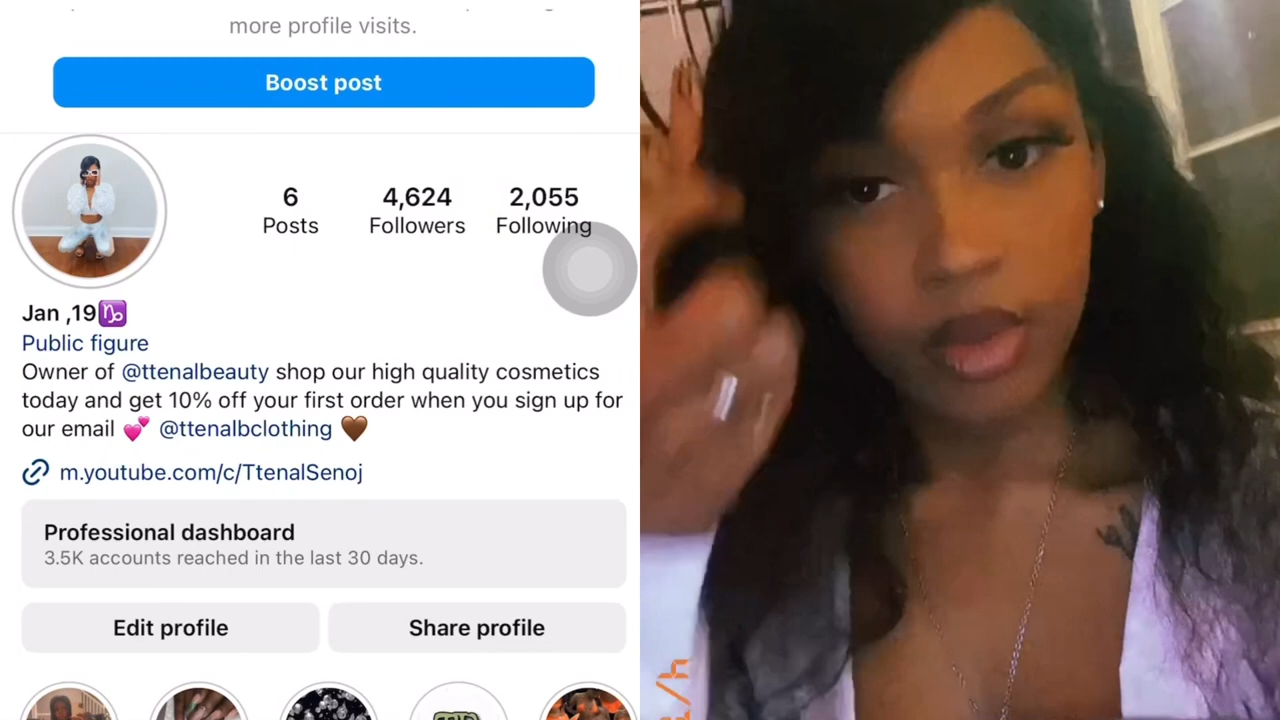 more profile visits.
Boost post
6
Posts
4,624
Followers
2,055
Following
Jan ,19♑
Public figure
Owner of @ttenalbeauty shop our high quality cosmetics
today and get 10% off your first order when you sign up for
our email 💕 @ttenalbclothing 🤎
m.youtube.com/c/TtenalSenoj
Professional dashboard
3.5K accounts reached in the last 30 days.
Edit profile
Share profile